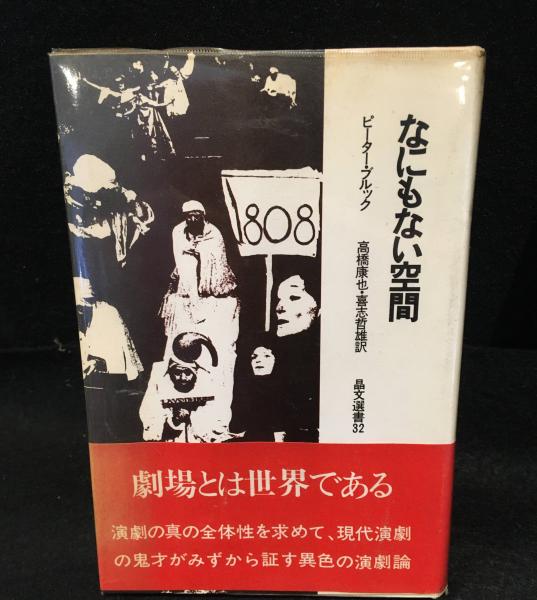 なにもない空間
ピーター・ブルック
高橋康也・喜志哲雄訳
晶文選書32
808
劇場とは世界である
演劇の真の全体性を求めて、現代演劇
の鬼才がみずから証す異色の演劇論